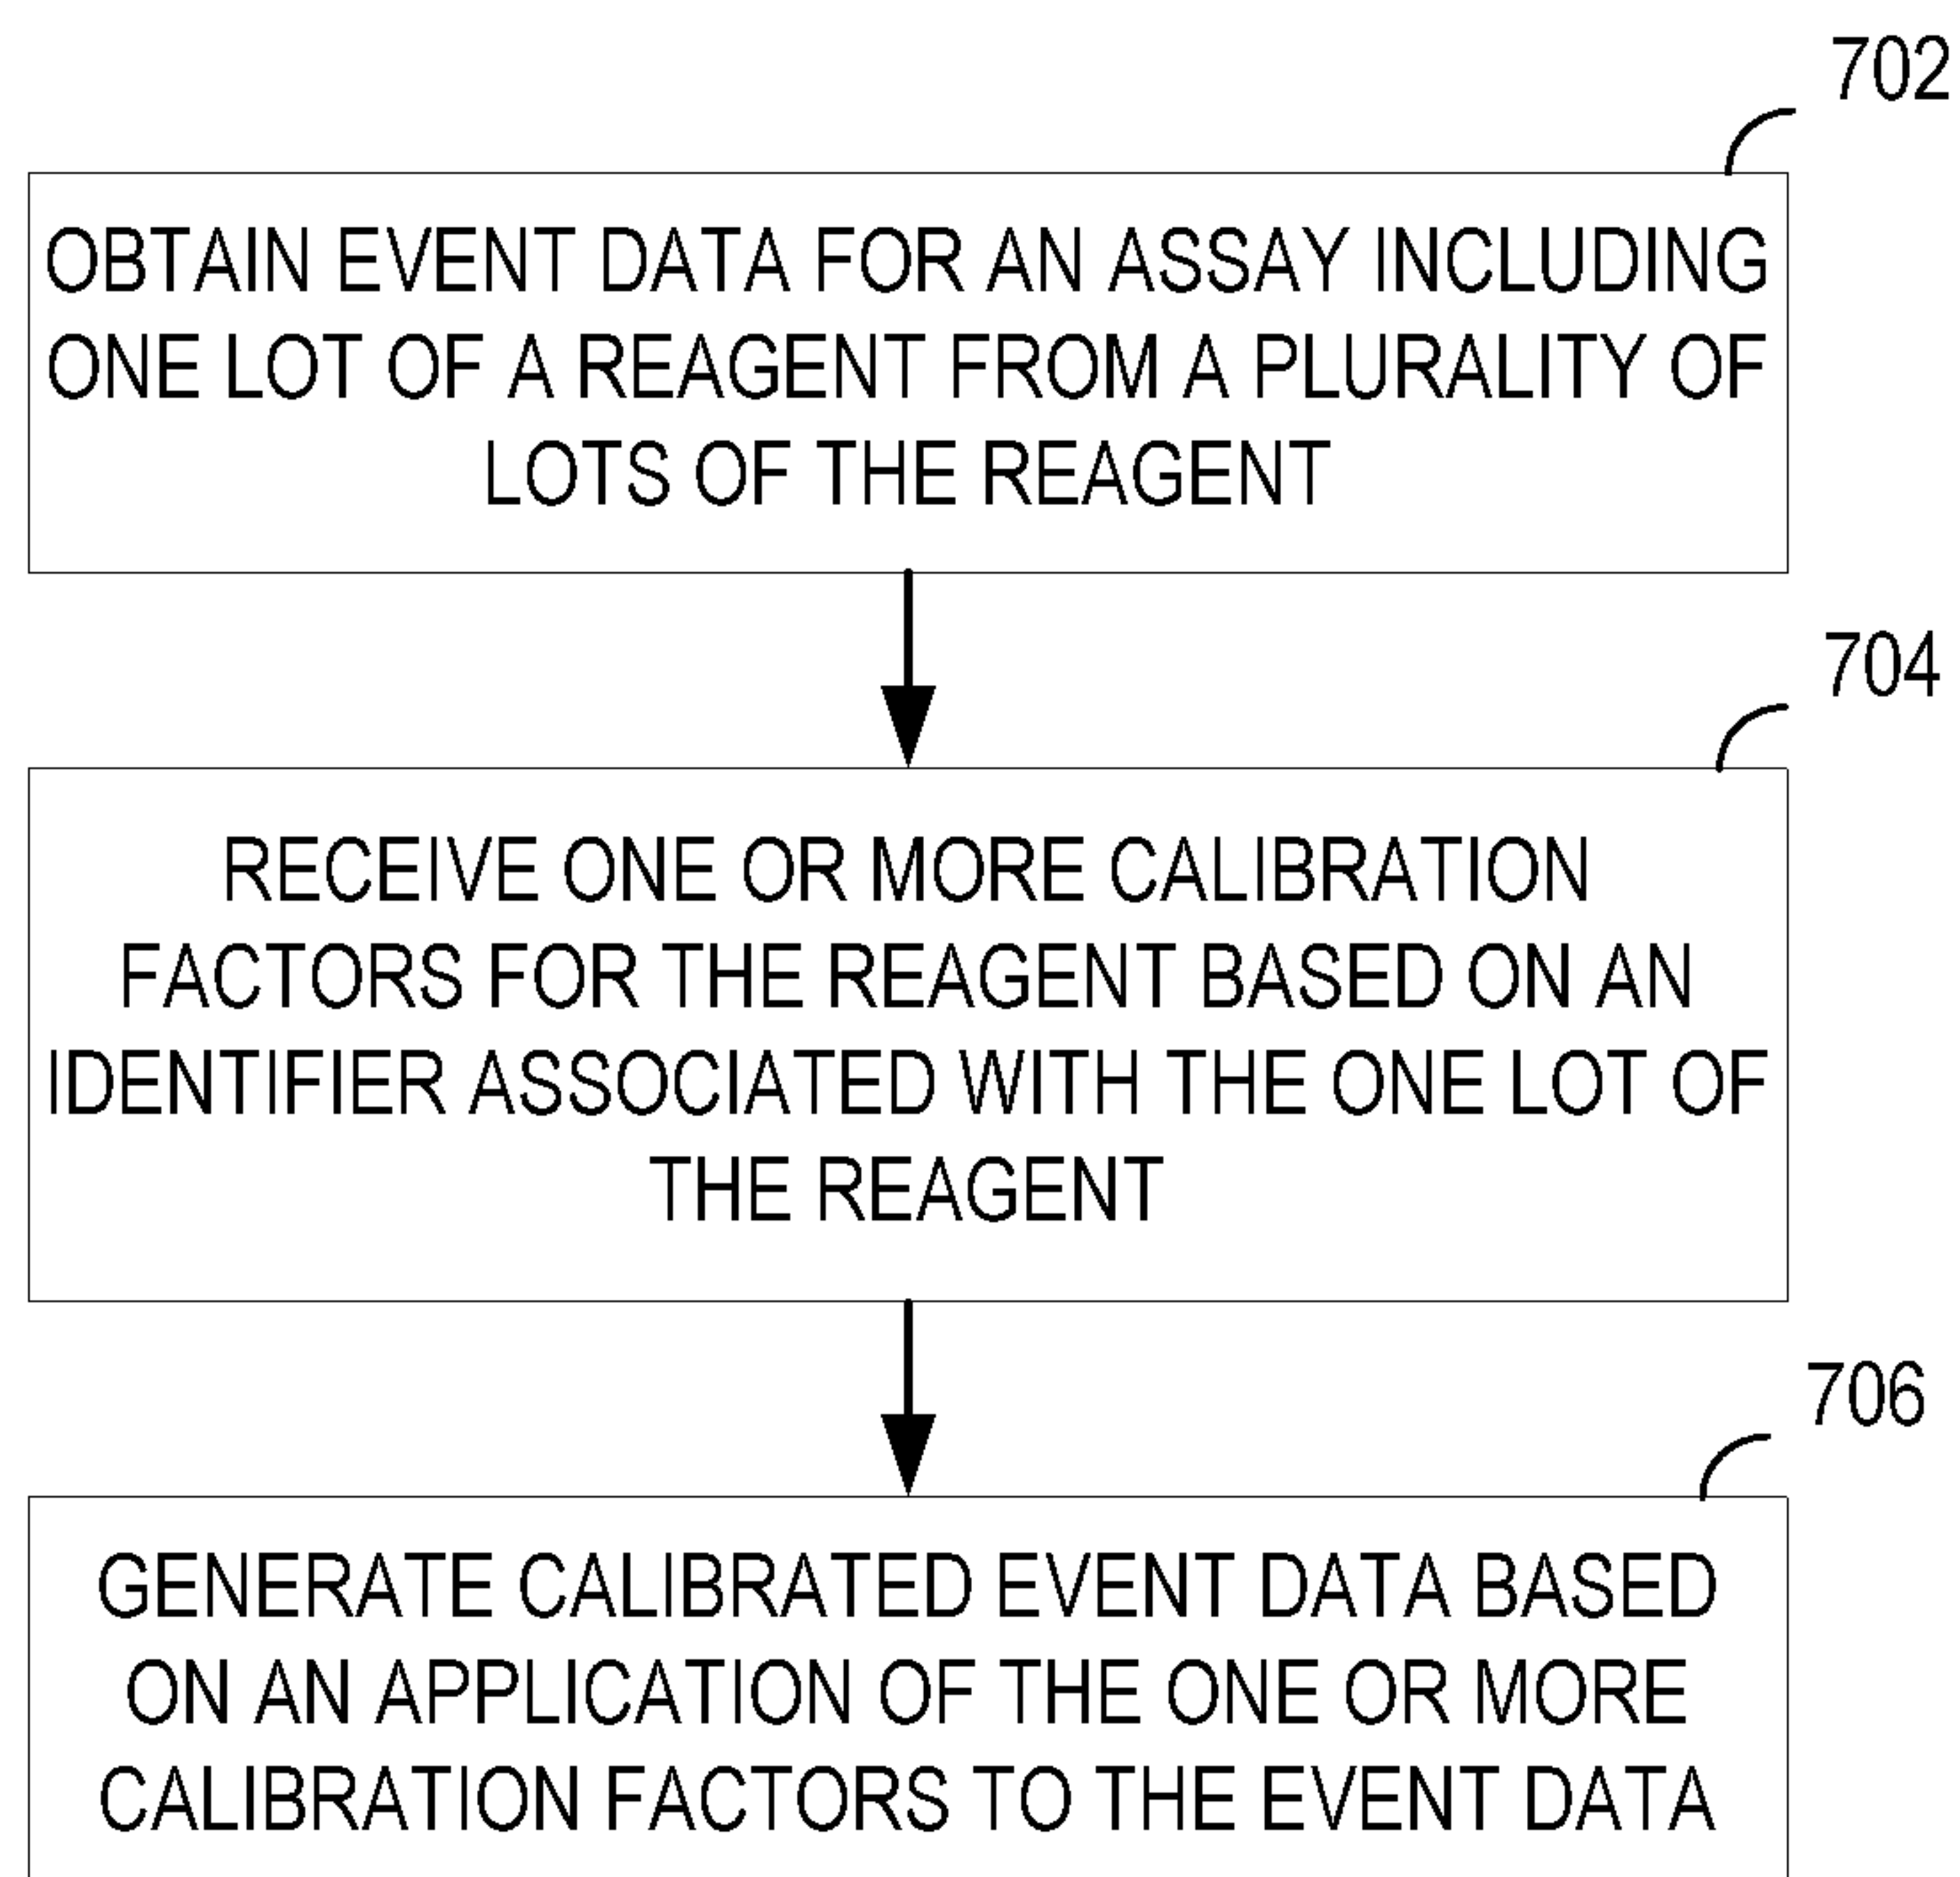 702
OBTAIN EVENT DATA FOR AN ASSAY INCLUDING
ONE LOT OF A REAGENT FROM A PLURALITY OF
LOTS OF THE REAGENT
704
RECEIVE ONE OR MORE CALIBRATION
FACTORS FOR THE REAGENT BASED ON AN
IDENTIFIER ASSOCIATED WITH THE ONE LOT OF
THE REAGENT
706
GENERATE CALIBRATED EVENT DATA BASED
ON AN APPLICATION OF THE ONE OR MORE
CALIBRATION FACTORS TO THE EVENT DATA